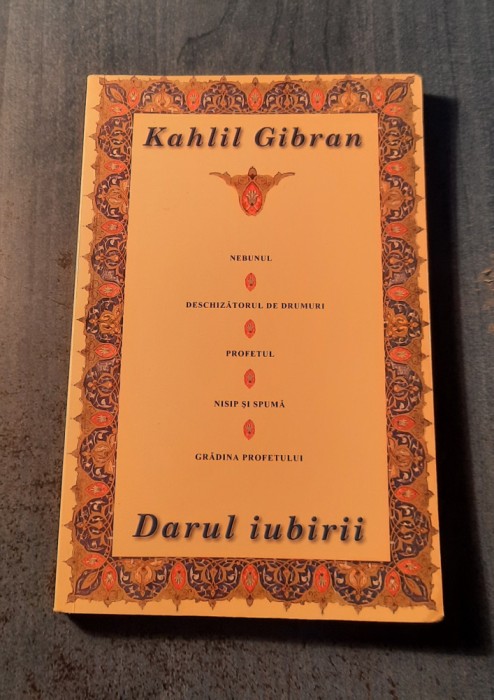 Kahlil Gibran
NEBUNUL
DESCHIZĂTORUL DE DRUMURI
PROFETUL
NISIP ȘI SPUMĂ
GRĂDINA PROFETULUI
Darul iubirii